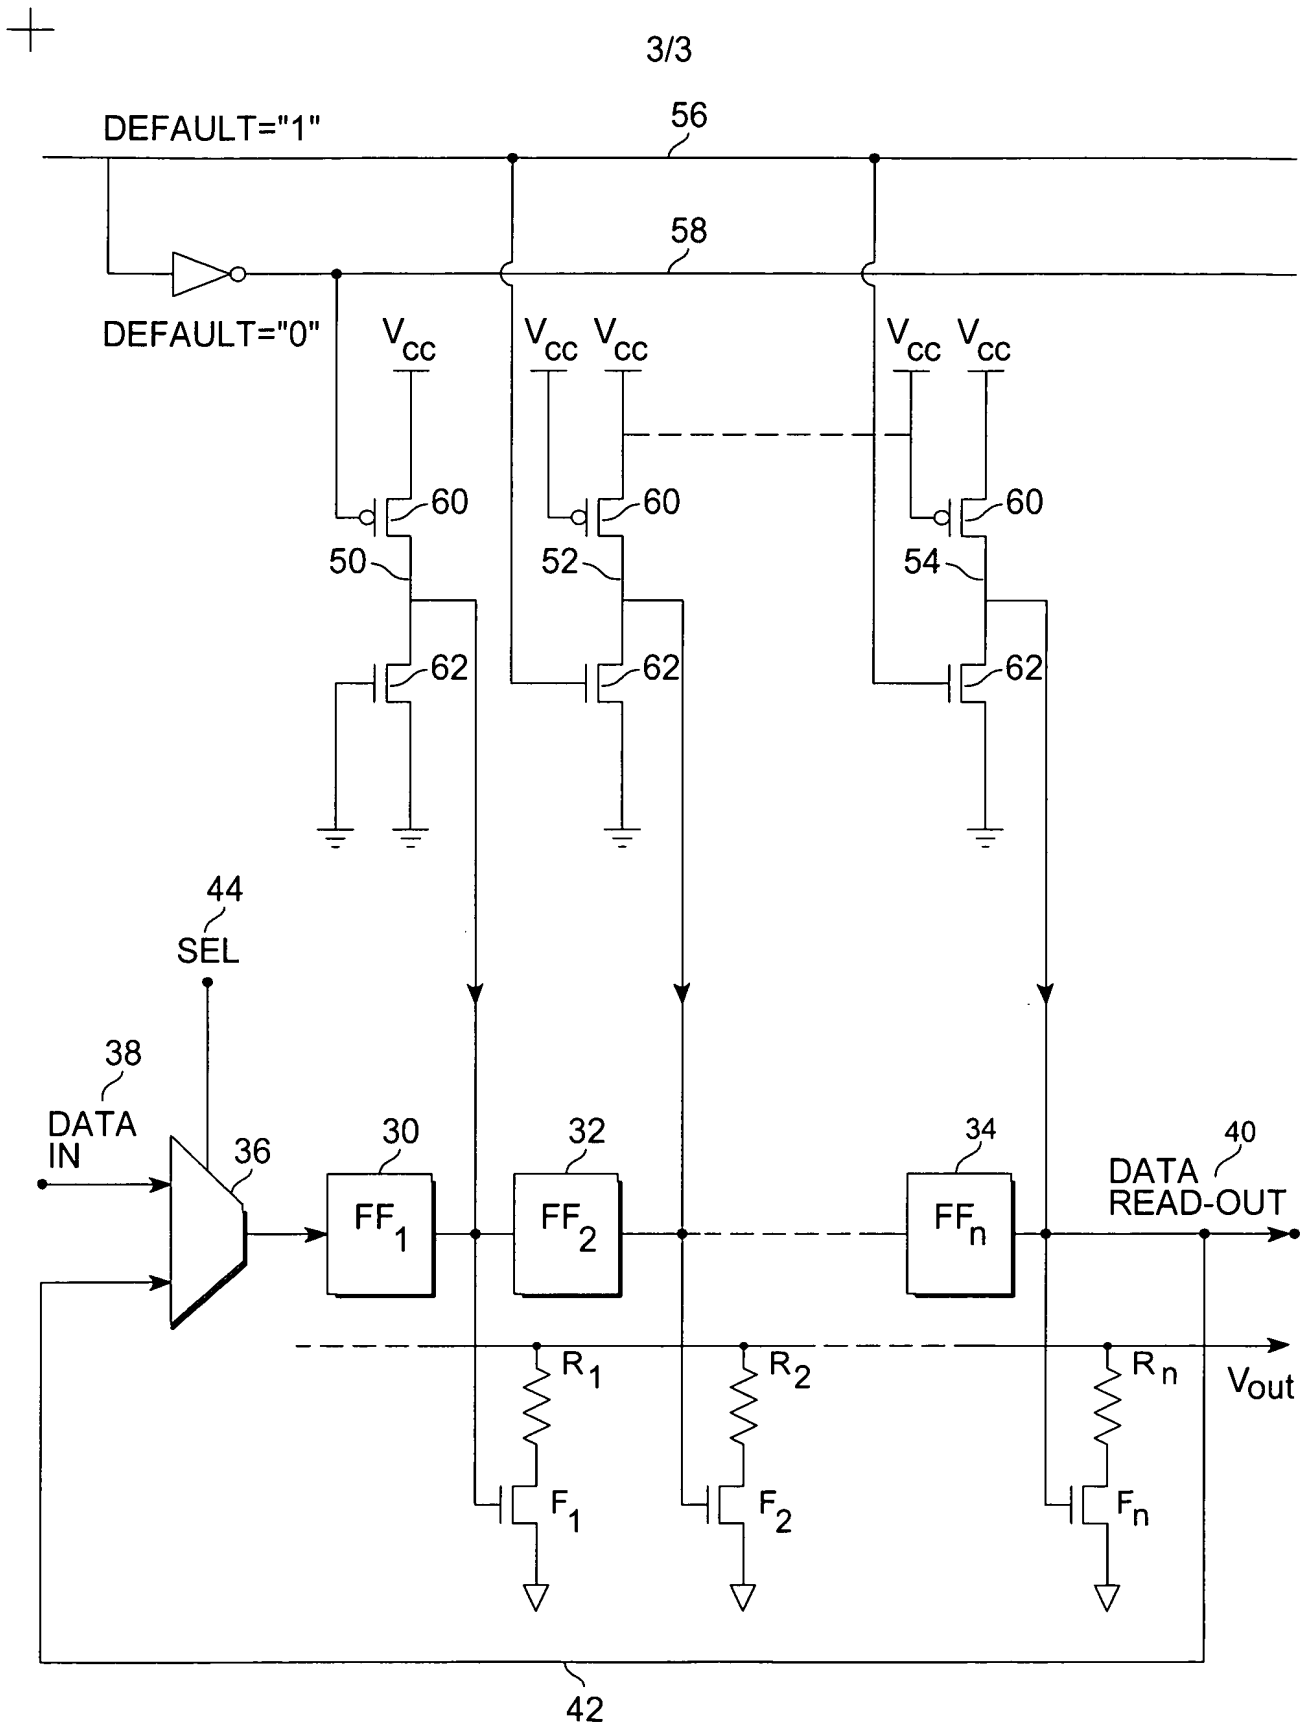 3/3
DEFAULT="1"
56
58
DEFAULT="0"
Vcc
Vcc
Vcc
Vcc
Vcc
60
60
60
50
52
54
62
62
62
44
SEL
38
DATA
IN
36
30
32
34
40
DATA
READ-OUT
FF1
FF2
FFn
R1
R2
Rn
Vout
F1
F2
Fn
42